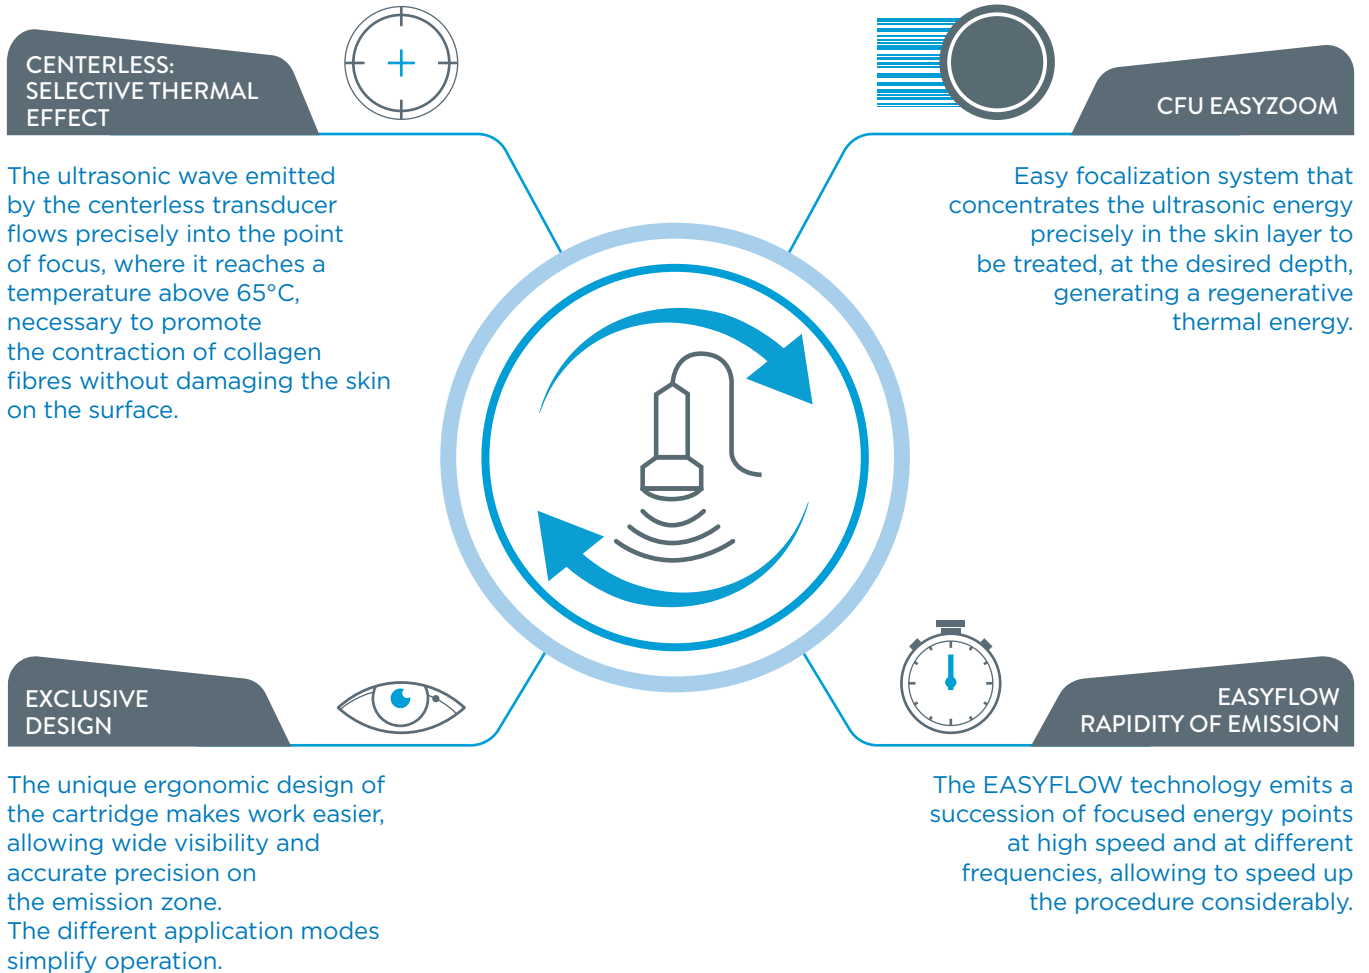 CENTERLESS:
SELECTIVE THERMAL
EFFECT
The ultrasonic wave emitted
by the centerless transducer
flows precisely into the point
of focus, where it reaches a
temperature above 65°C,
necessary to promote
the contraction of collagen
fibres without damaging the skin
on the surface.
CFU EASYZOOM
Easy focalization system that
concentrates the ultrasonic energy
precisely in the skin layer to
be treated, at the desired depth,
generating a regenerative
thermal energy.
EXCLUSIVE
DESIGN
The unique ergonomic design of
the cartridge makes work easier,
allowing wide visibility and
accurate precision on
the emission zone.
The different application modes
simplify operation.
EASYFLOW
RAPIDITY OF EMISSION
The EASYFLOW technology emits a
succession of focused energy points
at high speed and at different
frequencies, allowing to speed up
the procedure considerably.